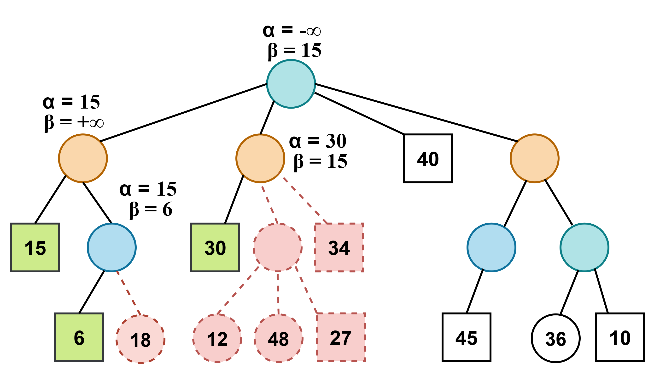 α = -∞
β = 15
α = 15
β = +∞
α = 30
β = 15
40
α = 15
β = 6
15
30
34
6
18
12
48
27
45
36
10